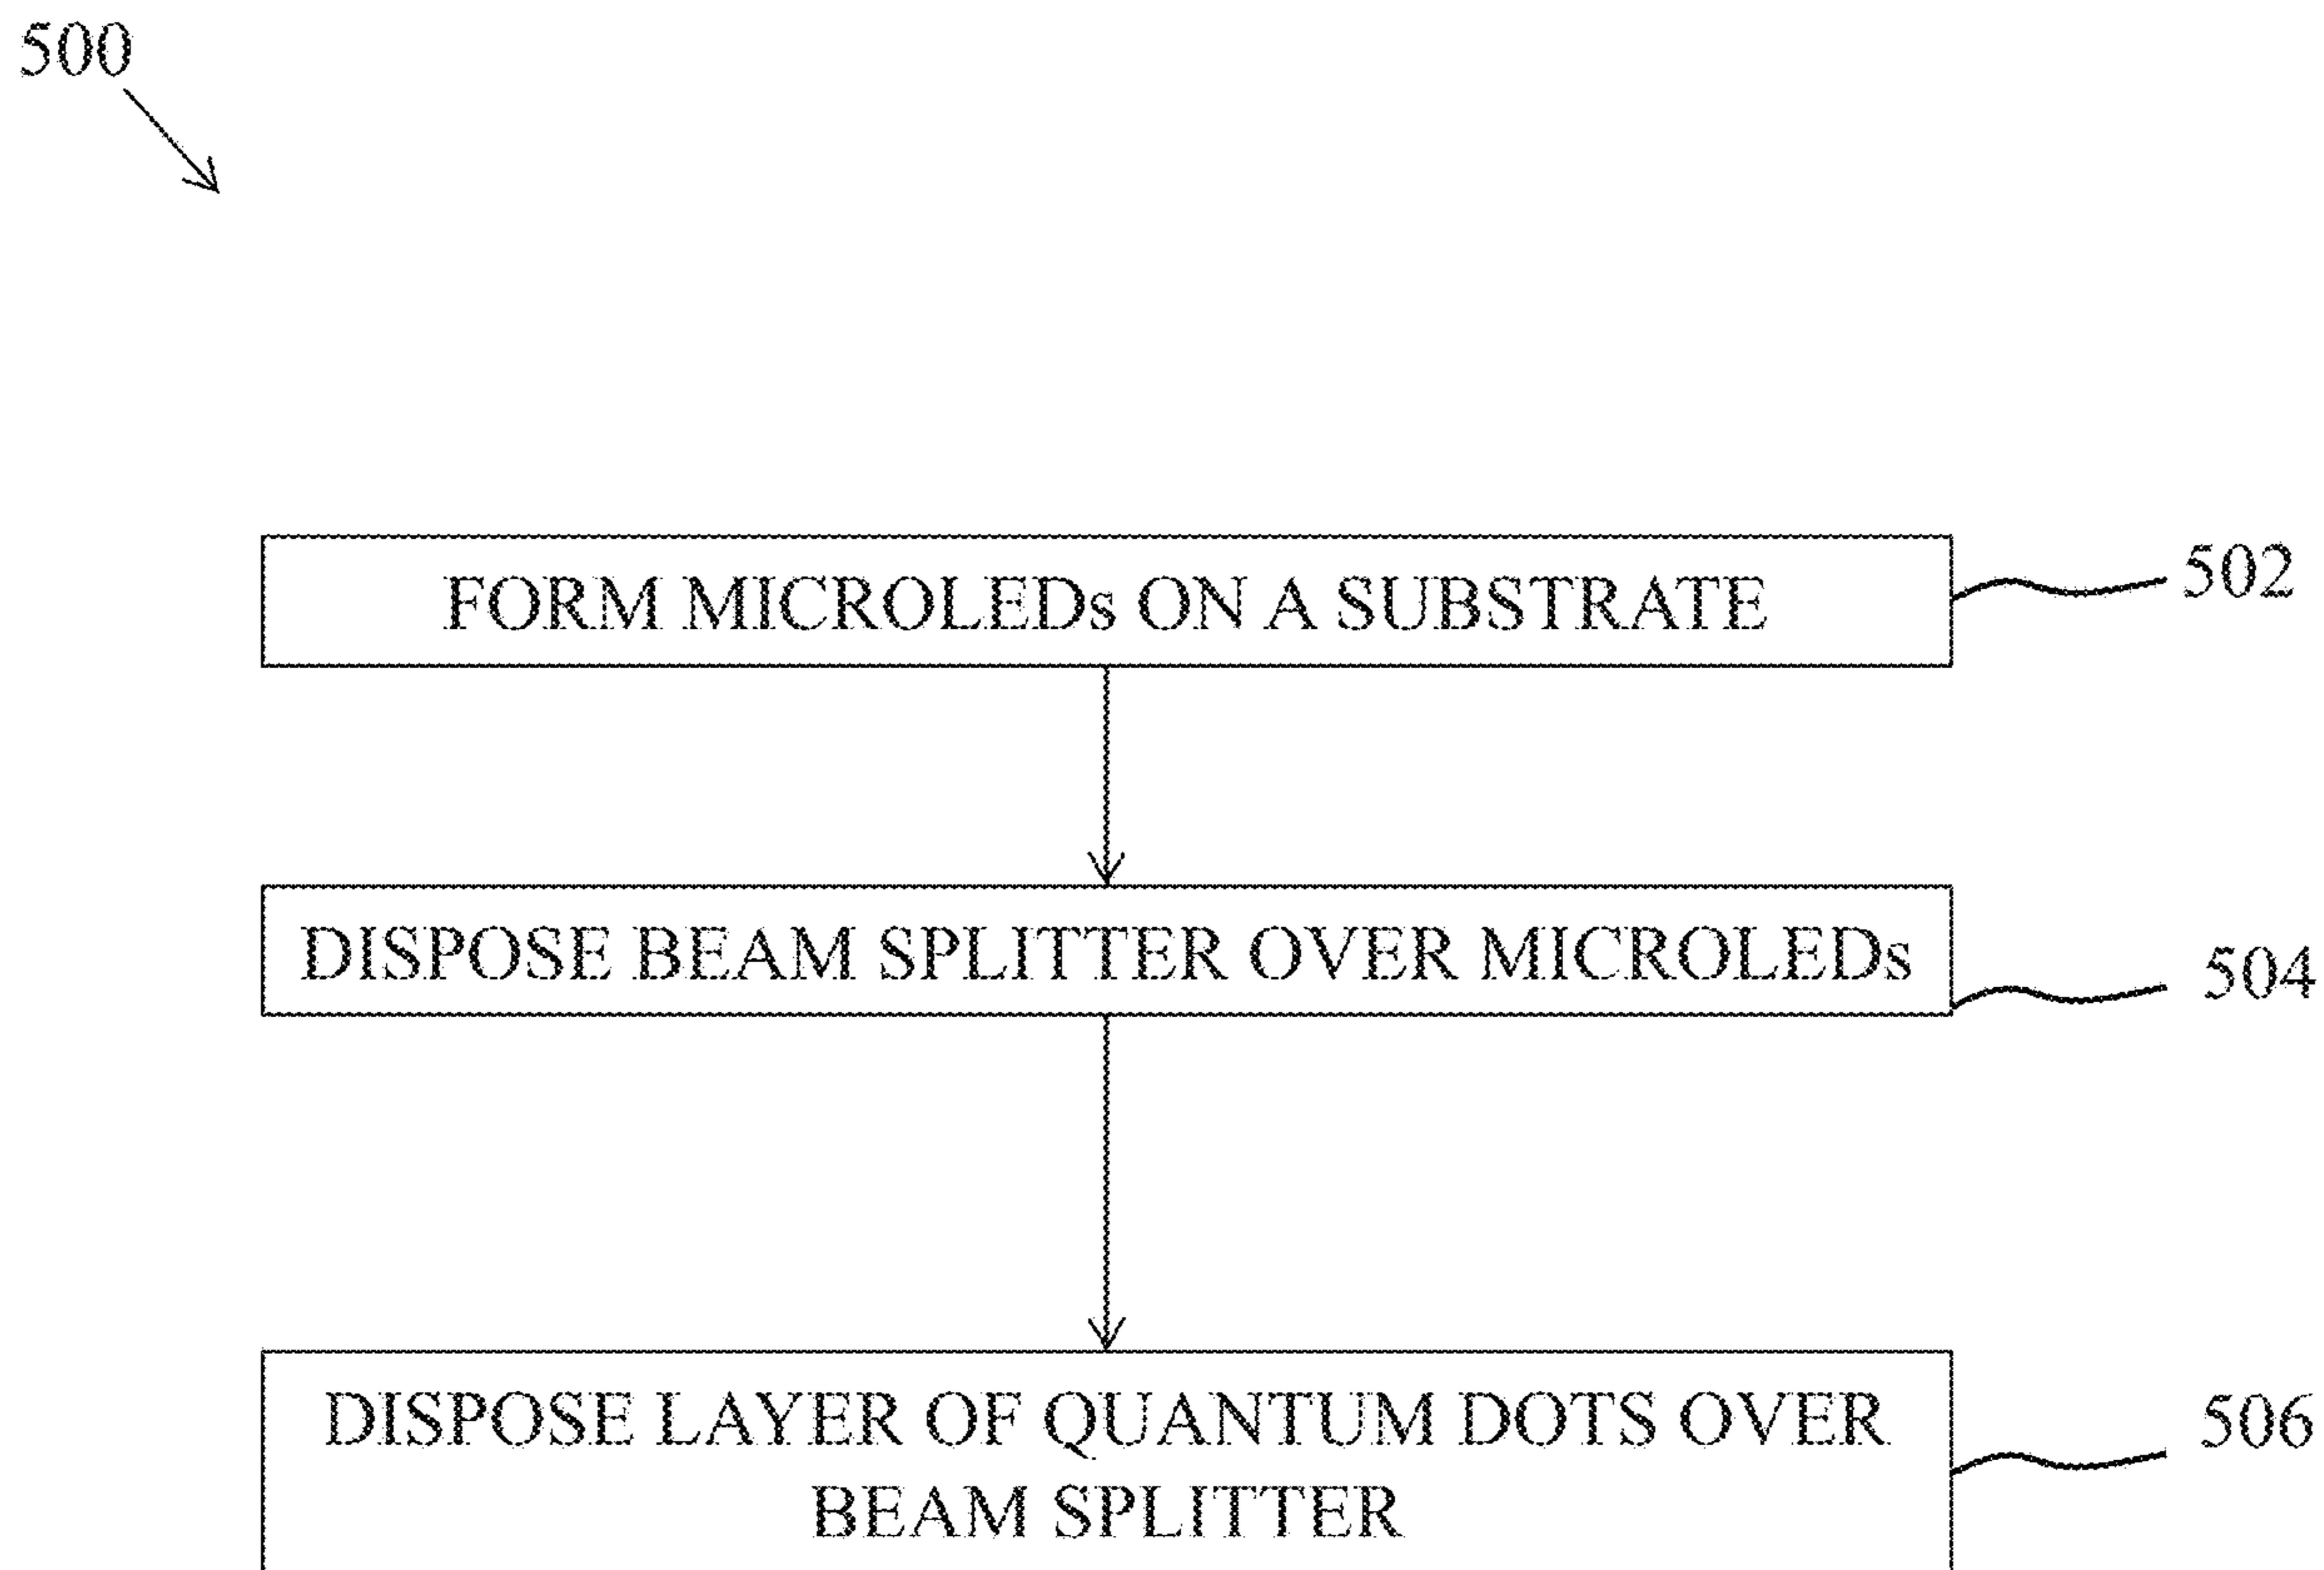 500
FORM MICROLEDs ON A SUBSTRATE
502
DISPOSE BEAM SPLITTER OVER MICROLEDs
504
DISPOSE LAYER OF QUANTUM DOTS OVER
BEAM SPLITTER
506